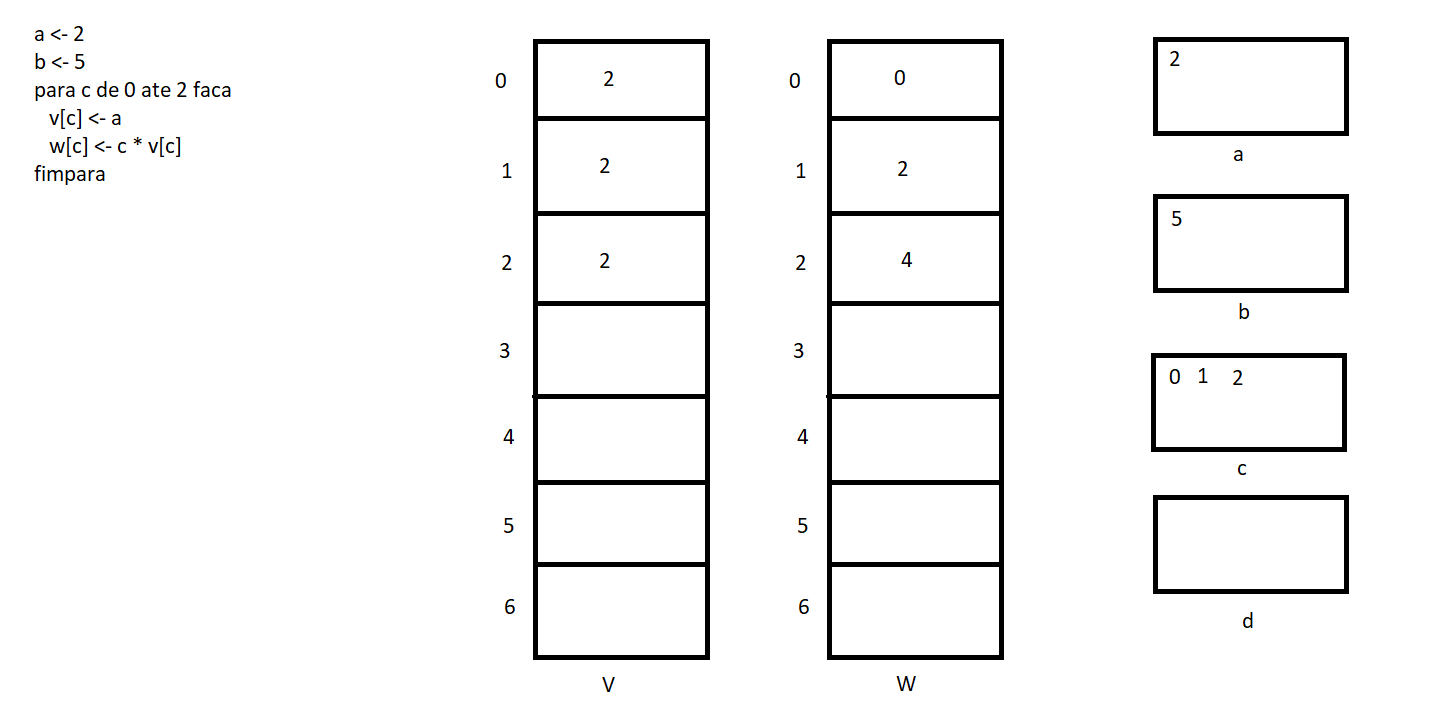 a <- 2
b <- 5
para c de 0 ate 2 faca
v[c] <- a
w[c] <- c * v[c]
fimpara
0 2
1 2
2 2
3
4
5
6
V
0 0
1 2
2 4
3
4
5
6
W
2
a
5
b
0 1 2
c
d